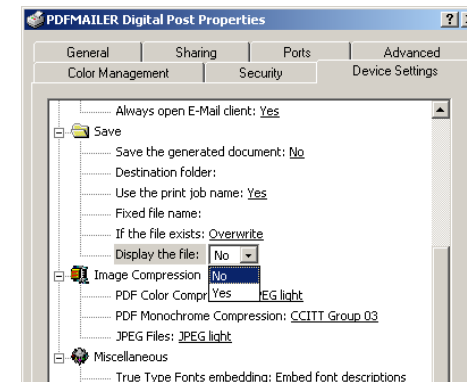 PDFMAILER Digital Post Properties
General Sharing Ports Advanced
Color Management Security Device Settings
Always open E-Mail client: Yes
Save
Save the generated document: No
Destination folder:
Use the print job name: Yes
Fixed file name:
If the file exists: Overwrite
Display the file: No
Image Compression No
PDF Color Compr Yes EG light
PDF Monochrome Compression: CCITT Group 03
JPEG Files: JPEG light
Miscellaneous
True Type Fonts embedding: Embed font descriptions